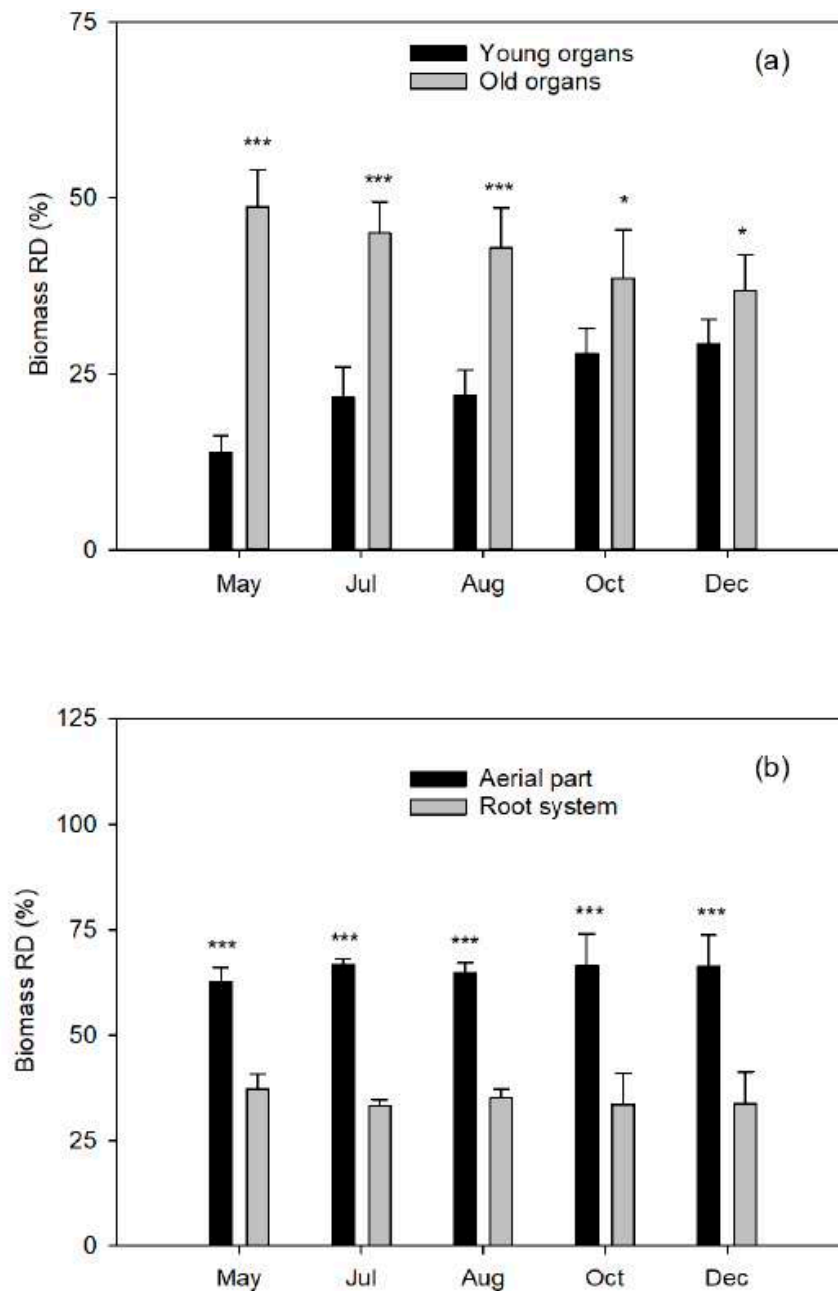 75
Young organs
Old organs
(a)
***
***
***
*
*
50
25
0
Biomass RD (%)
May Jul Aug Oct Dec
125
(b)
Aerial part
Root system
100
75
***
***
***
***
***
50
25
0
Biomass RD (%)
May Jul Aug Oct Dec